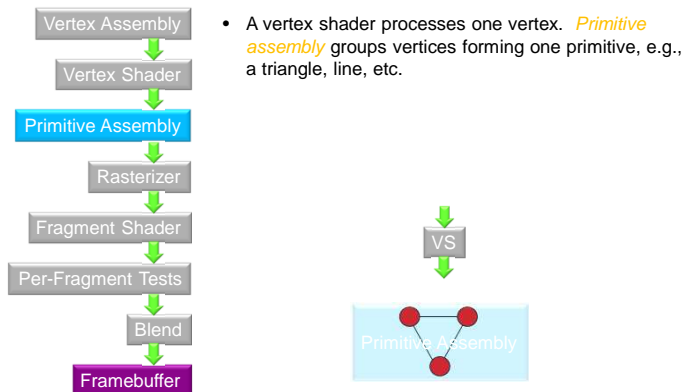 Vertex Assembly
Vertex Shader
Primitive Assembly
Rasterizer
Fragment Shader
Per-Fragment Tests
Blend
Framebuffer
• A vertex shader processes one vertex. Primitive
assembly groups vertices forming one primitive, e.g.,
a triangle, line, etc.
VS
Primitive Assembly